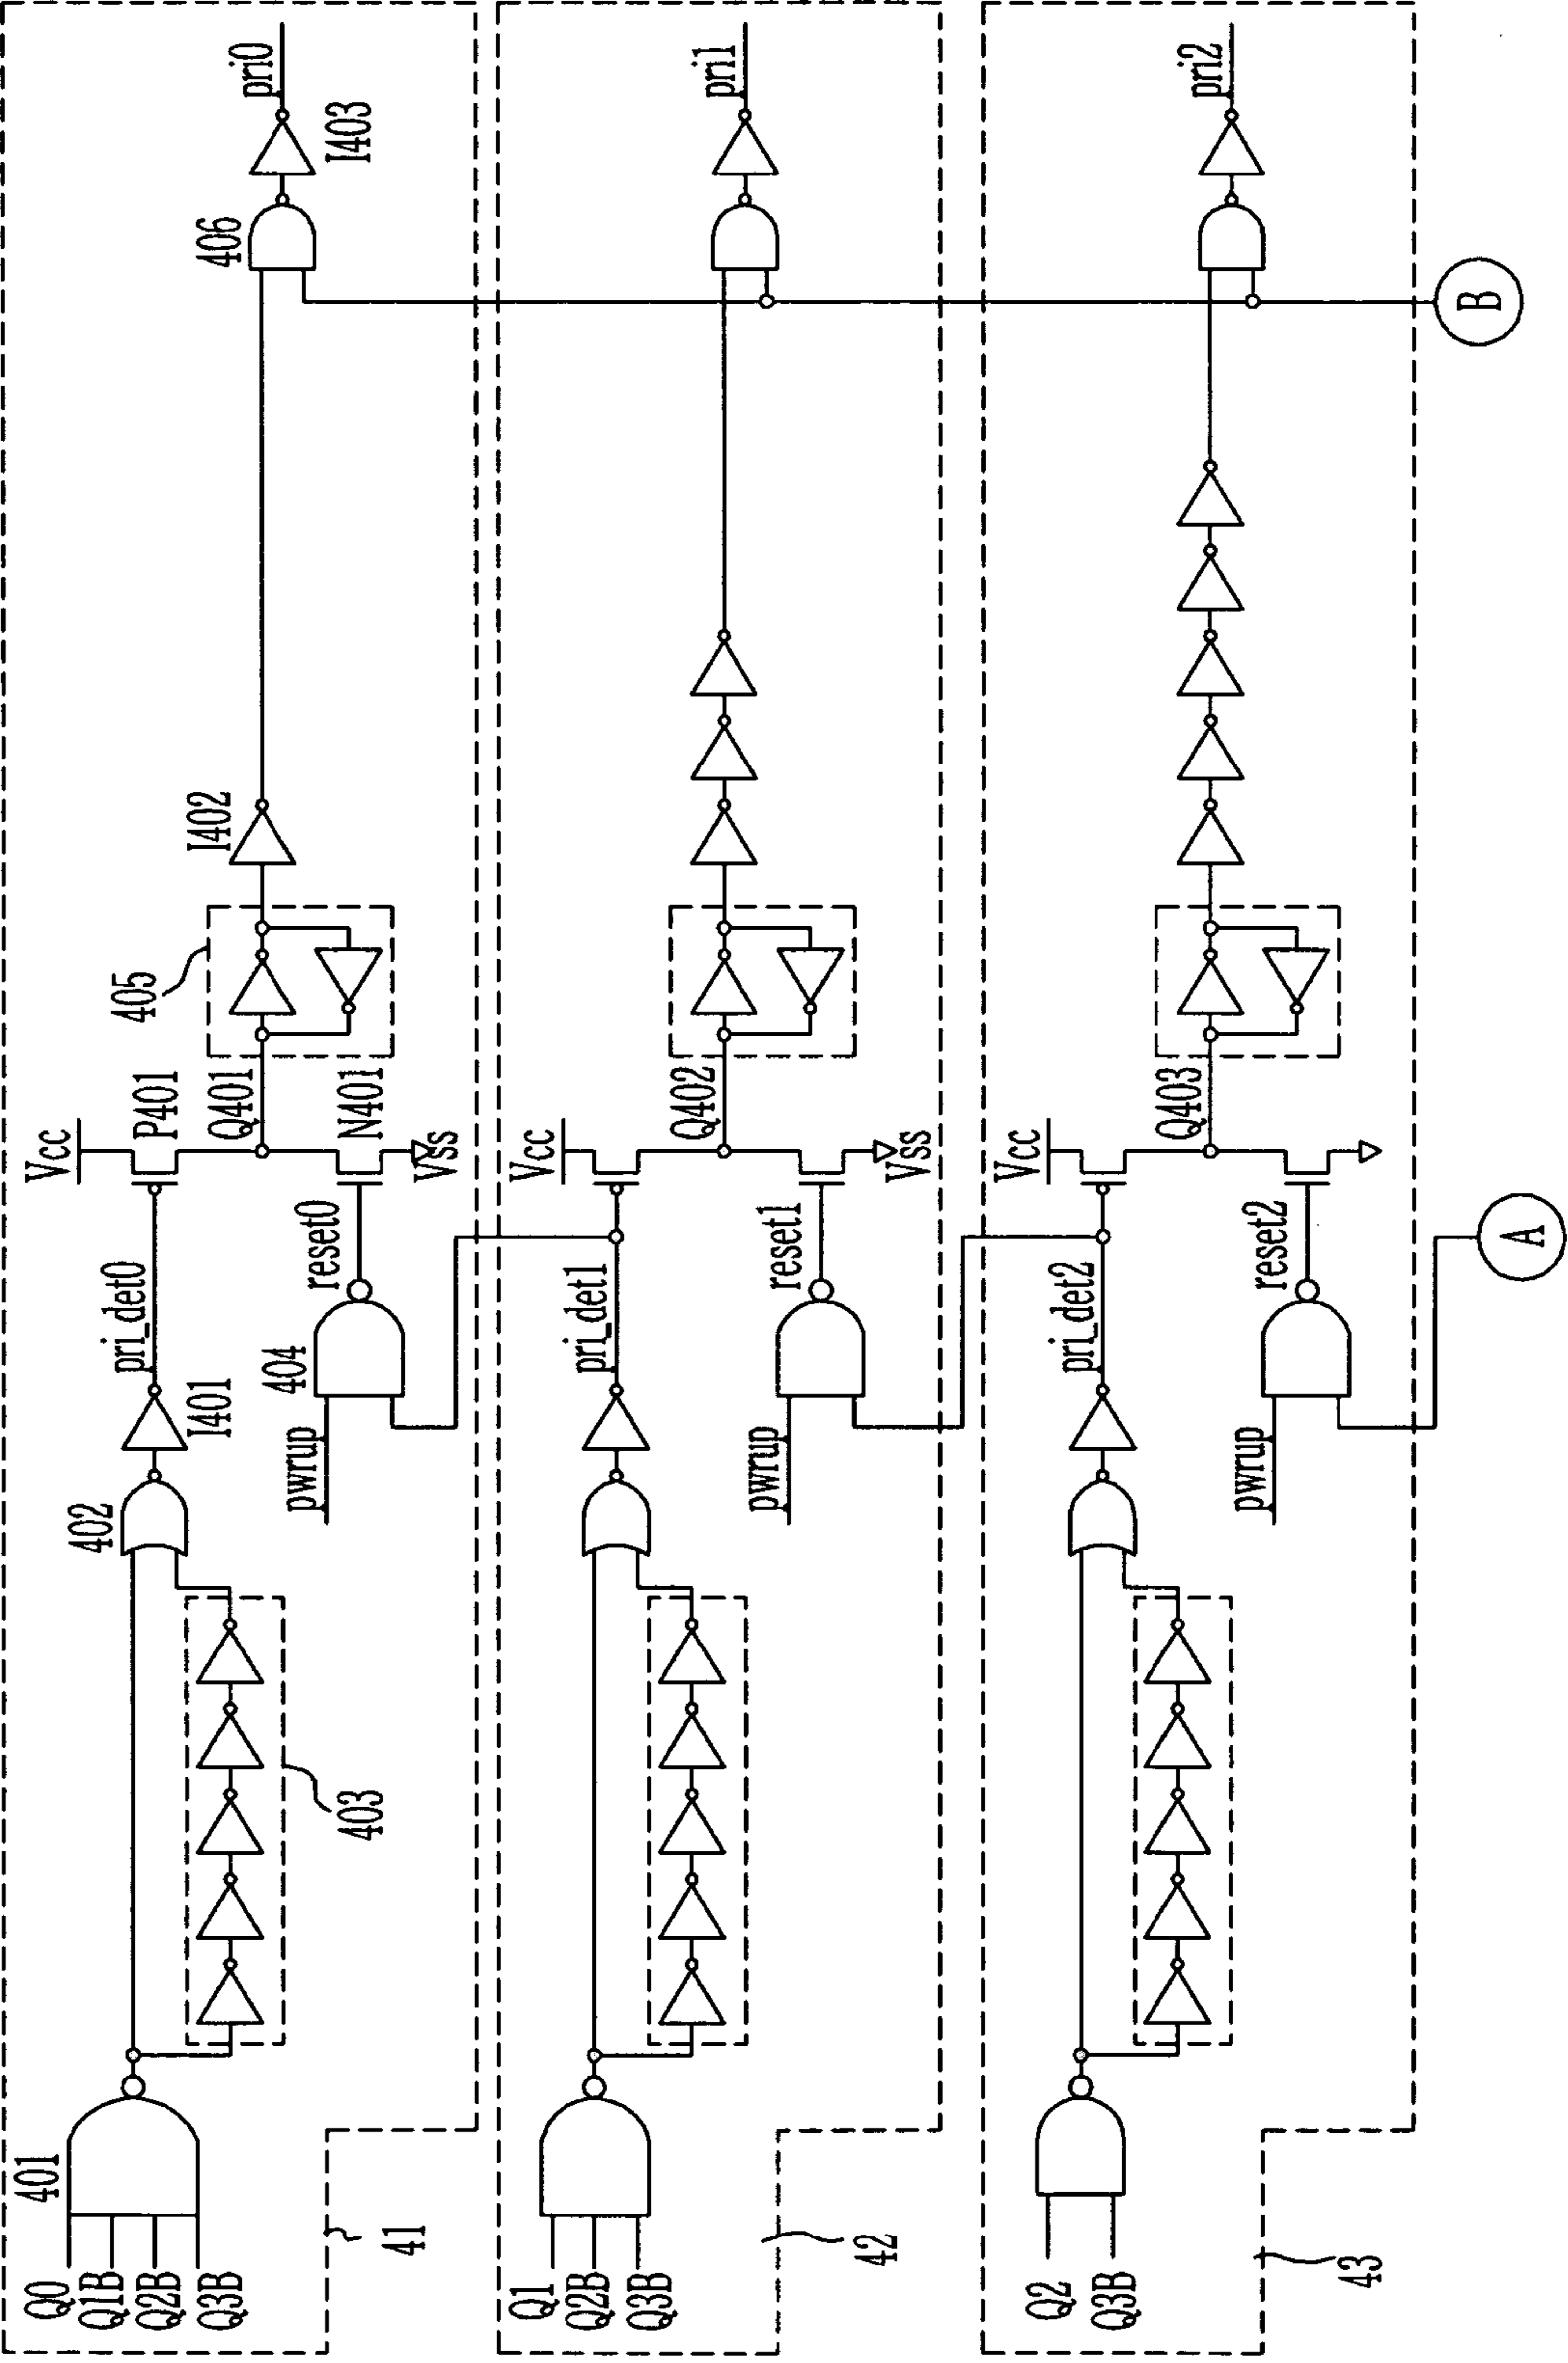 Q0
Q1B
Q2B
Q3B
401
41
403
402
I401
pri_det0
pwrup
404
reset0
Vcc
P401
Q401
N401
Vss
405
I402
406
I403
pri0
Q1
Q2B
Q3B
42
pri_det1
pwrup
reset1
Vcc
Q402
Vss
pri1
Q2
Q3B
43
pri_det2
pwrup
reset2
Vcc
Q403
pri2
A
B